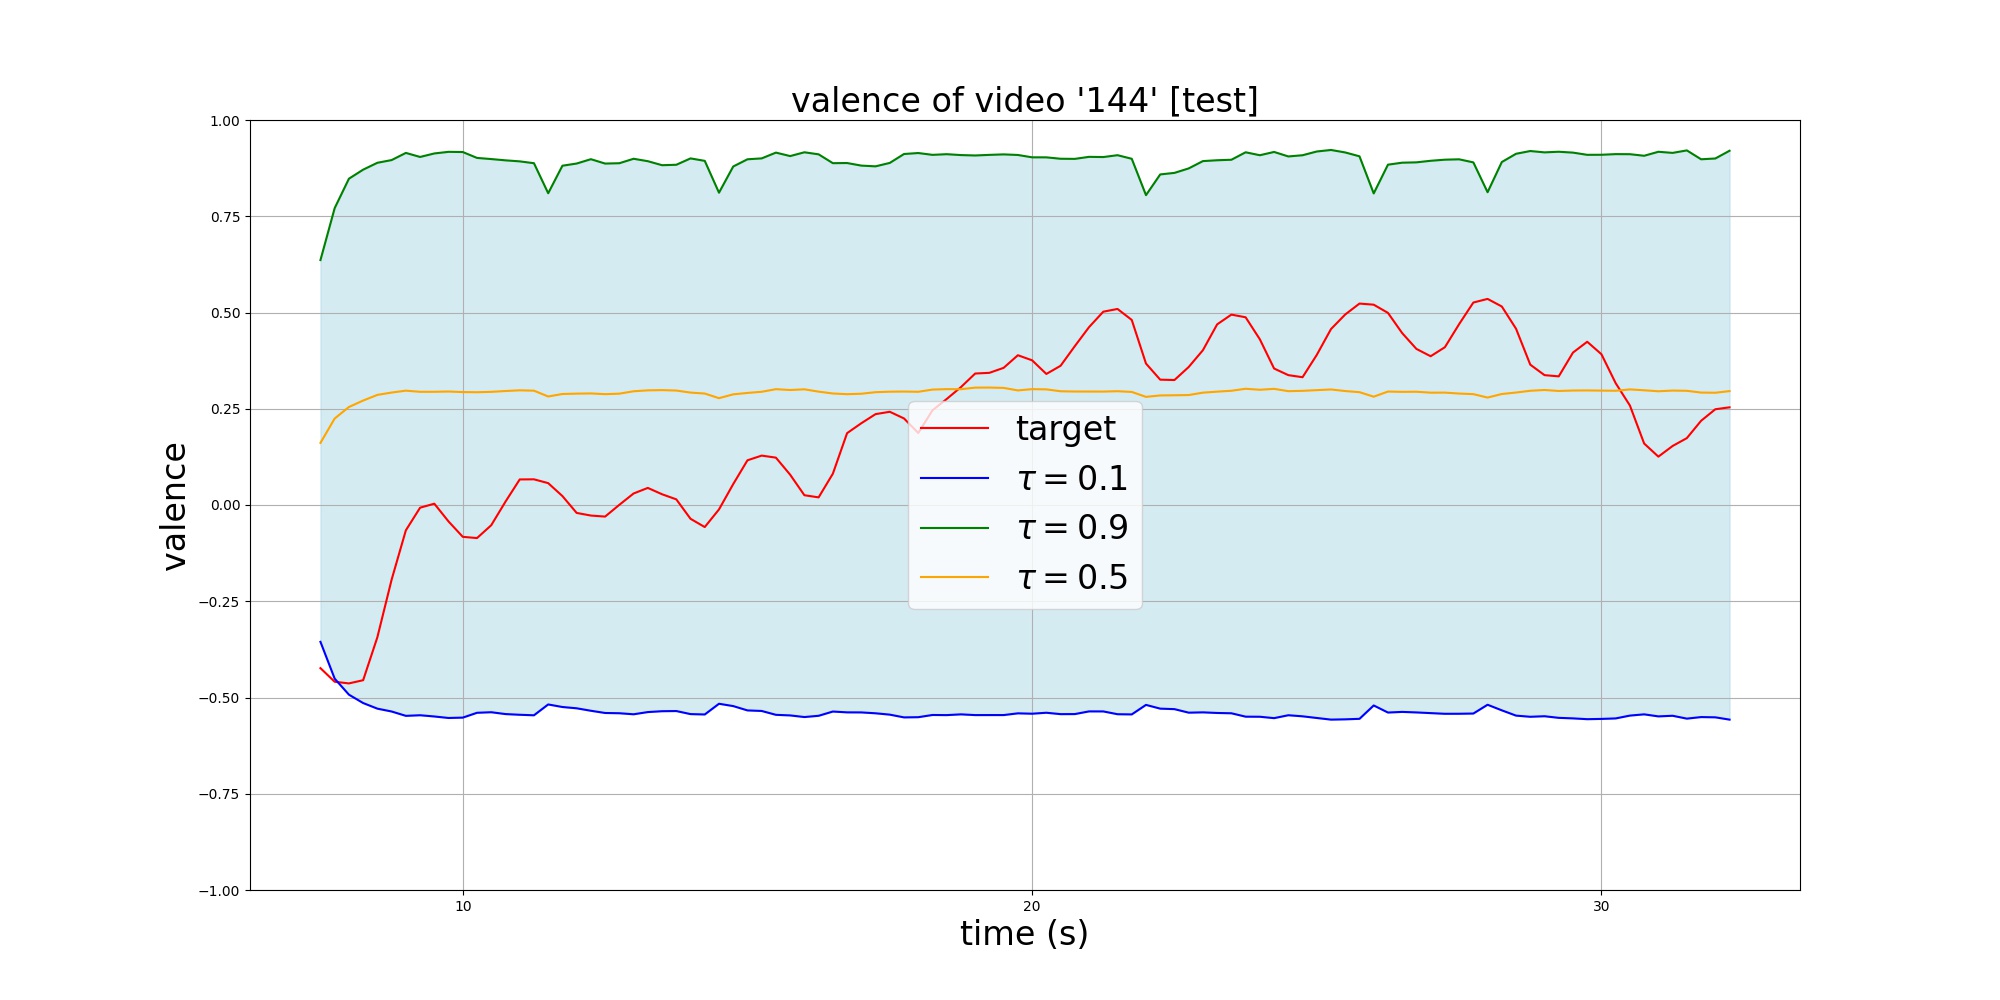 valence of video '144' [test]
1.00
0.75
0.50
0.25
0.00
−0.25
−0.50
−0.75
−1.00
valence
target
τ = 0.1
τ = 0.9
τ = 0.5
10 20 30
time (s)